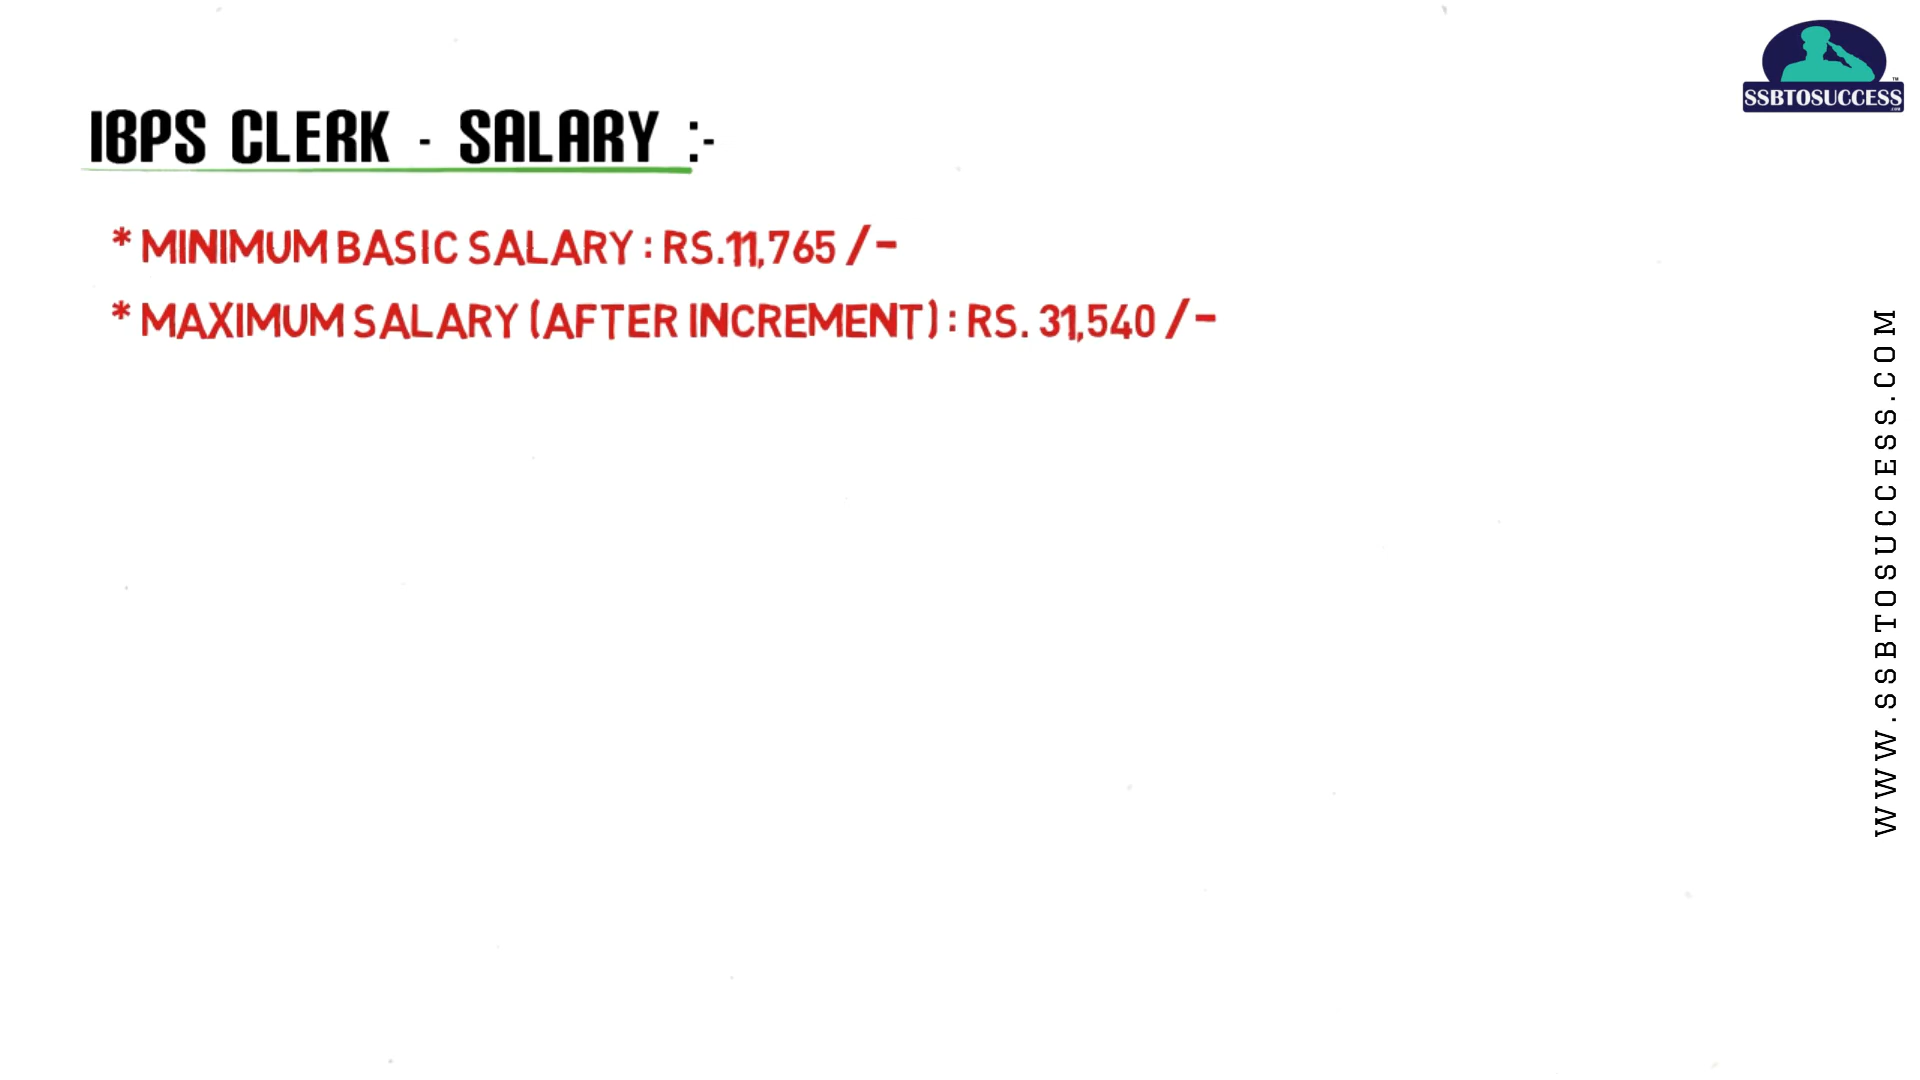 IBPS CLERK - SALARY :-
* MINIMUM BASIC SALARY : RS.11,765 /-
* MAXIMUM SALARY (AFTER INCREMENT) : RS. 31,540 /-
SSBTOSUCCESS
WWW.SSBTOSUCCESS.COM